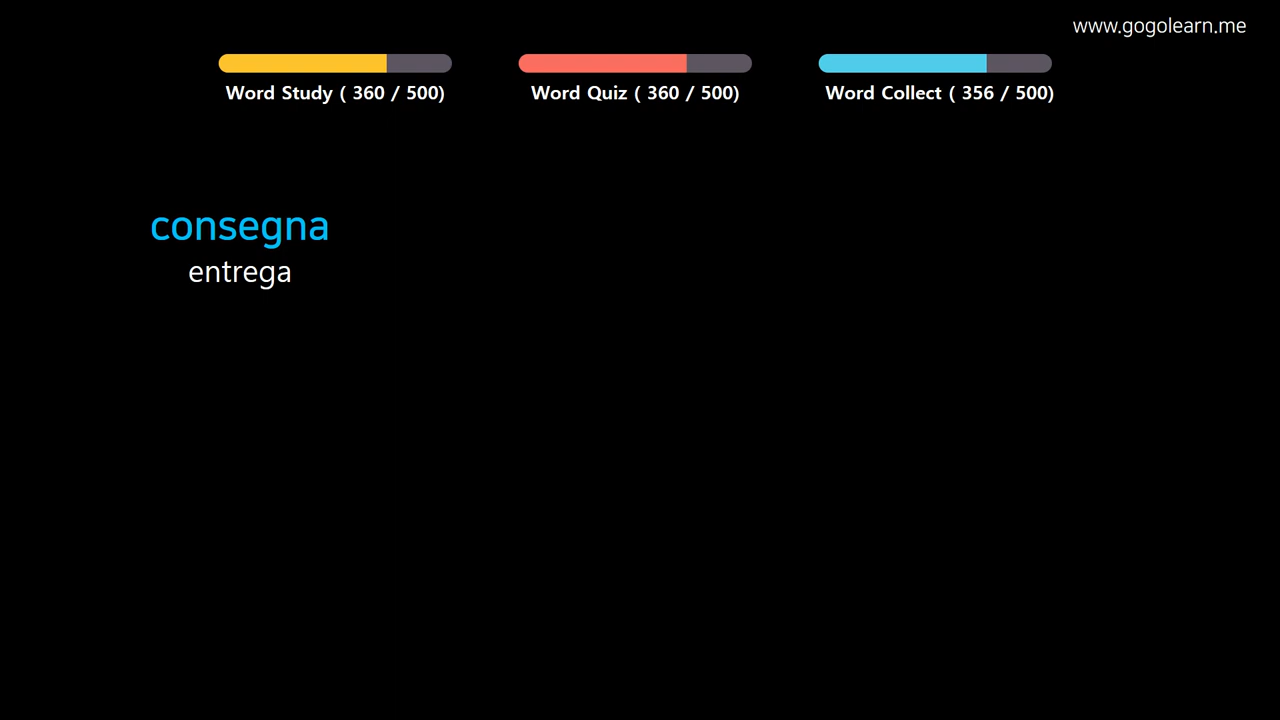 www.gogolearn.me
Word Study ( 360 / 500)
Word Quiz ( 360 / 500)
Word Collect ( 356 / 500)
consegna
entrega